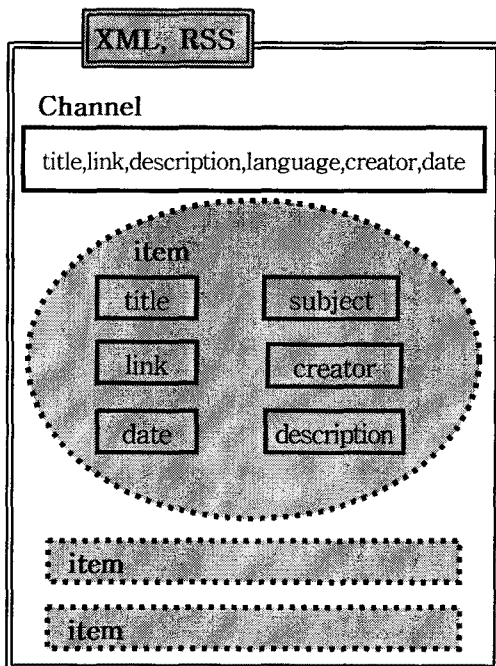 XML, RSS
Channel
title,link,description,language,creator,date
item
title subject
link creator
date description
item
item